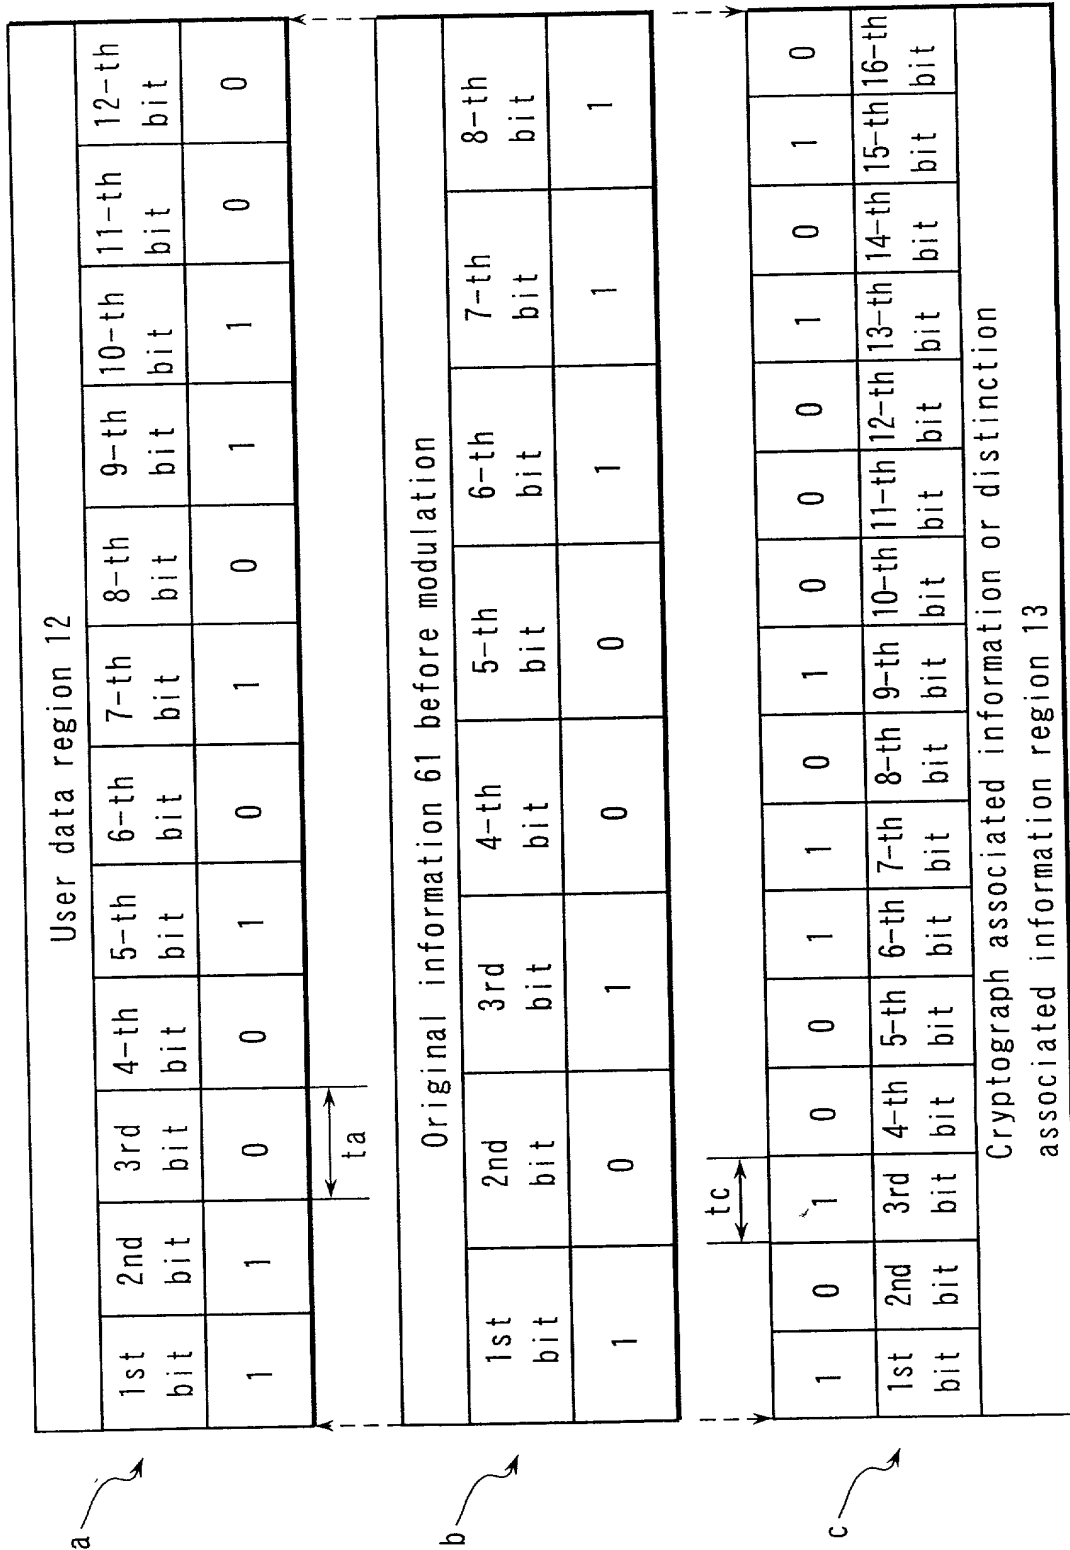 a
User data region 12
1st bit 2nd bit 3rd bit 4-th bit 5-th bit 6-th bit 7-th bit 8-th bit 9-th bit 10-th bit 11-th bit 12-th bit
1 1 0 0 1 0 1 0 1 1 0 0
ta
b
Original information 61 before modulation
1st bit 2nd bit 3rd bit 4-th bit 5-th bit 6-th bit 7-th bit 8-th bit
1 0 1 0 0 1 1 1
c
tc
1 0 1 0 0 1 1 0 1 0 0 0 1 0 1 0
1st bit 2nd bit 3rd bit 4-th bit 5-th bit 6-th bit 7-th bit 8-th bit 9-th bit 10-th bit 11-th bit 12-th bit 13-th bit 14-th bit 15-th bit 16-th bit
Cryptograph associated information or distinction
associated information region 13